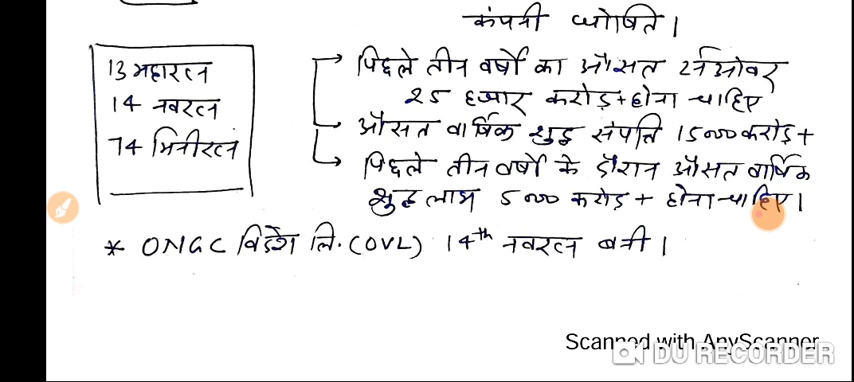 कंपनी घोषित।
13 महारत्न
14 नवरत्न
74 मिनीरत्न
पिछले तीन वर्षों का औसत टर्नओवर
25 हजार करोड़+होना चाहिए
औसत वार्षिक शुद्ध संपत्ति 15000 करोड़+
पिछले तीन वर्षों के दौरान औसत वार्षिक
शुद्ध लाभ 5000 करोड़ + होना चाहिए।
* ONGC विदेश लि. (OVL) 14th नवरत्न बनी।
Scanned with AnyScanner
DU RECORDER